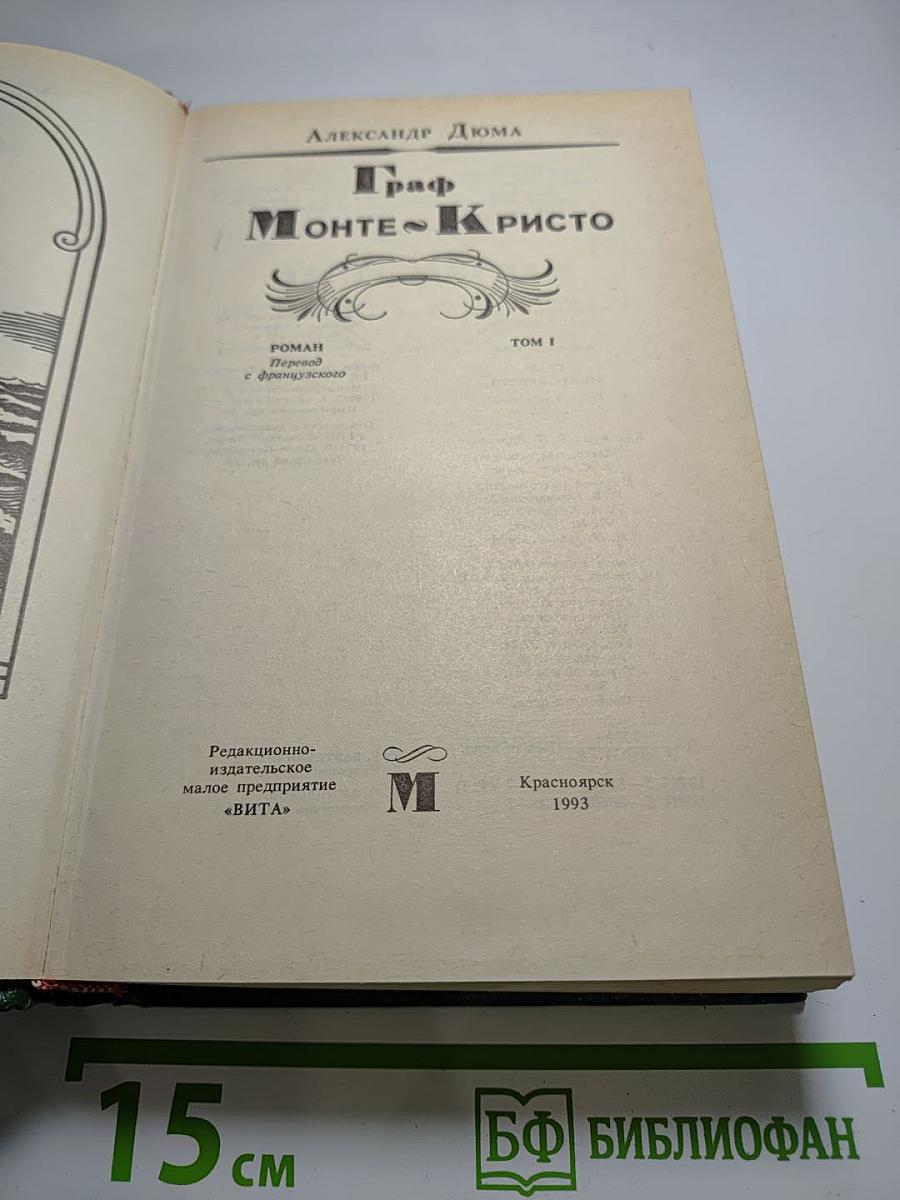 АЛЕКСАНДР ДЮМА
Граф
МОНТЕ~КРИСТО
РОМАН
Перевод
с французского
ТОМ I
Редакционно-
издательское
малое предприятие
«ВИТА»
М
Красноярск
1993
15 см
БФ БИБЛИОФАН